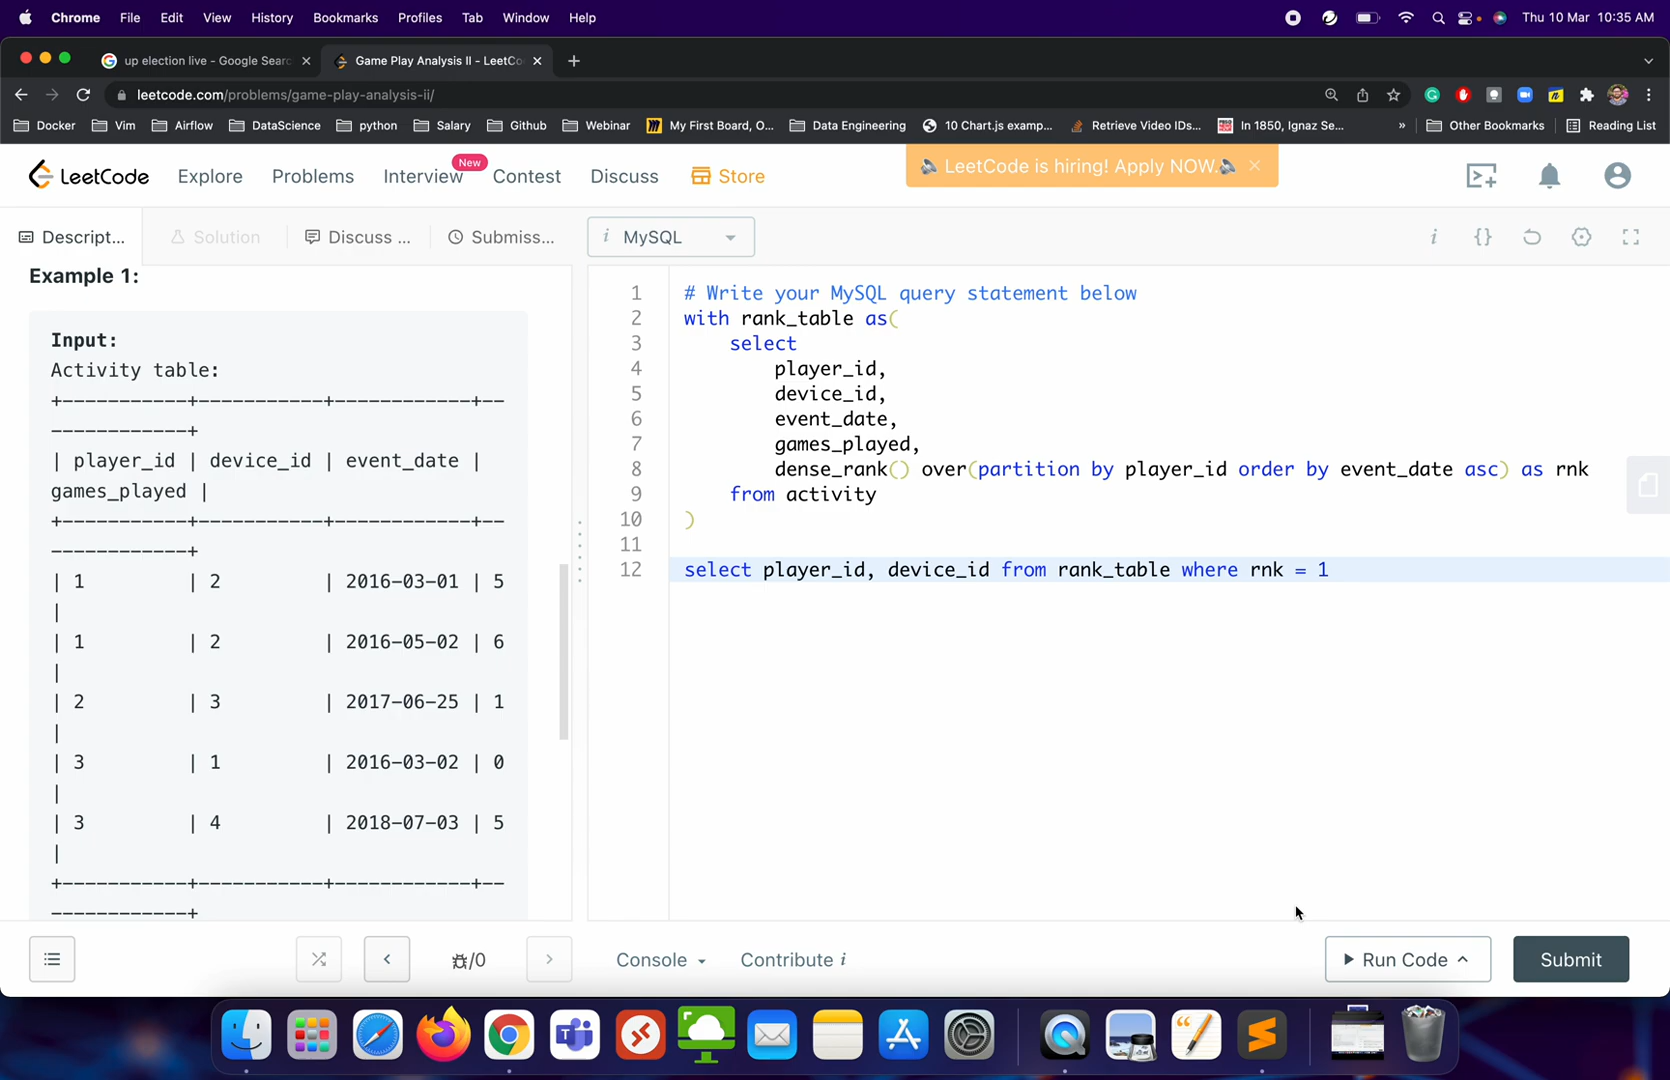 Chrome File Edit View History Bookmarks Profiles Tab Window Help Thu 10 Mar 10:35 AM
up election live - Google Searc Game Play Analysis II - LeetCo
leetcode.com/problems/game-play-analysis-ii/
Docker Vim Airflow DataScience python Salary Github Webinar My First Board, O... Data Engineering 10 Chart.js examp... Retrieve Video IDs... In 1850, Ignaz Se... » Other Bookmarks Reading List
LeetCode Explore Problems Interview New Contest Discuss Store LeetCode is hiring! Apply NOW.
Descript... Solution Discuss ... Submiss... i MySQL i {}
Example 1:
Input:
Activity table:
+-----------+-----------+------------+--
------------+
| player_id | device_id | event_date |
games_played |
+-----------+-----------+------------+--
------------+
| 1 | 2 | 2016-03-01 | 5
|
| 1 | 2 | 2016-05-02 | 6
|
| 2 | 3 | 2017-06-25 | 1
|
| 3 | 1 | 2016-03-02 | 0
|
| 3 | 4 | 2018-07-03 | 5
|
+-----------+-----------+------------+--
------------+
1 # Write your MySQL query statement below
2 with rank_table as(
3 select
4 player_id,
5 device_id,
6 event_date,
7 games_played,
8 dense_rank() over(partition by player_id order by event_date asc) as rnk
9 from activity
10 )
11
12 select player_id, device_id from rank_table where rnk = 1
/0 Console Contribute i Run Code Submit